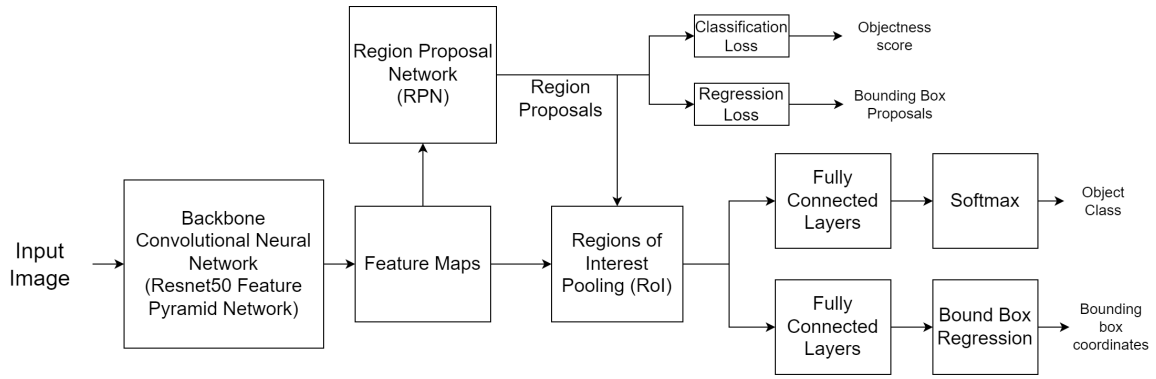 Input
Image
Backbone
Convolutional Neural
Network
(Resnet50 Feature
Pyramid Network)
Feature Maps
Region Proposal
Network
(RPN)
Region
Proposals
Classification
Loss
Objectness
score
Regression
Loss
Bounding Box
Proposals
Regions of
Interest
Pooling (RoI)
Fully
Connected
Layers
Softmax
Object
Class
Fully
Connected
Layers
Bound Box
Regression
Bounding
box
coordinates